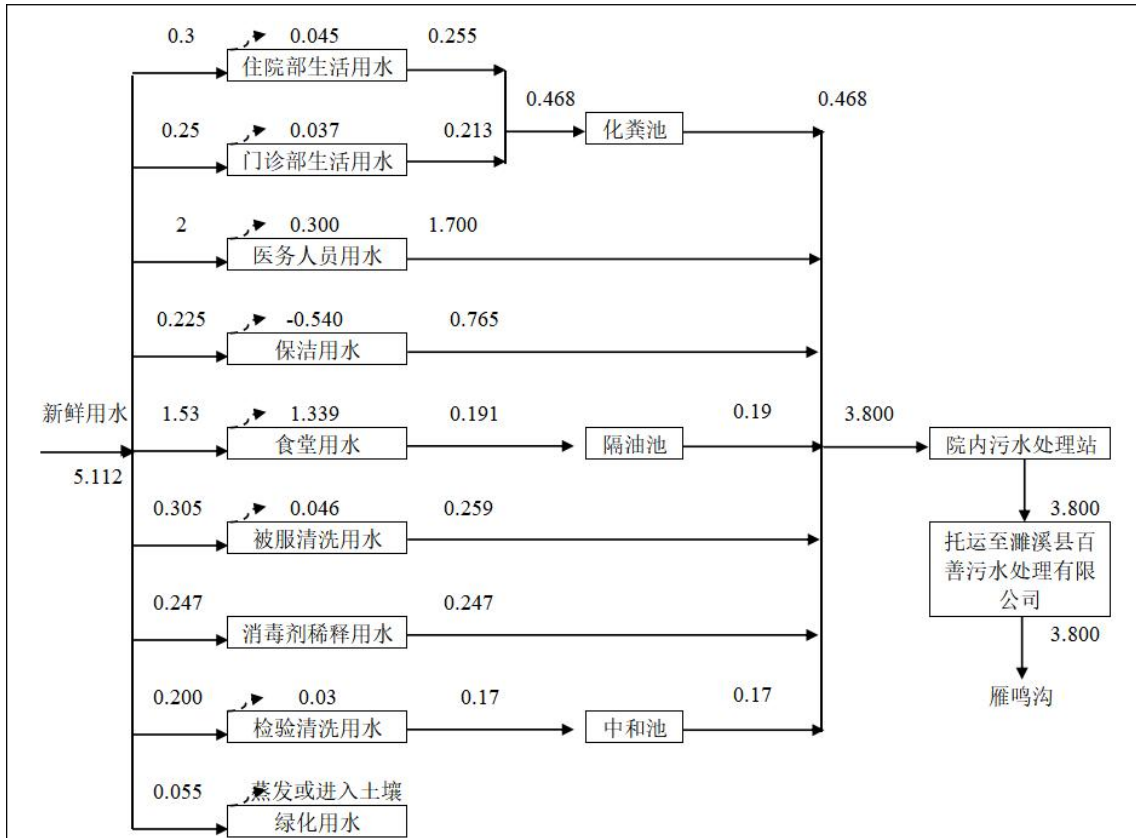 0.3 0.045 0.255
住院部生活用水
0.468 0.468
化粪池
0.25 0.037 0.213
门诊部生活用水
2 0.300 1.700
医务人员用水
0.225 -0.540 0.765
保洁用水
新鲜用水
5.112
1.53 1.339 0.191 0.19 3.800
食堂用水 隔油池 院内污水处理站
0.305 0.046 0.259
被服清洗用水
3.800
托运至濉溪县百
善污水处理有限
公司
0.247 0.247
消毒剂稀释用水
3.800
雁鸣沟
0.200 0.03 0.17 0.17
检验清洗用水 中和池
0.055 蒸发或进入土壤
绿化用水